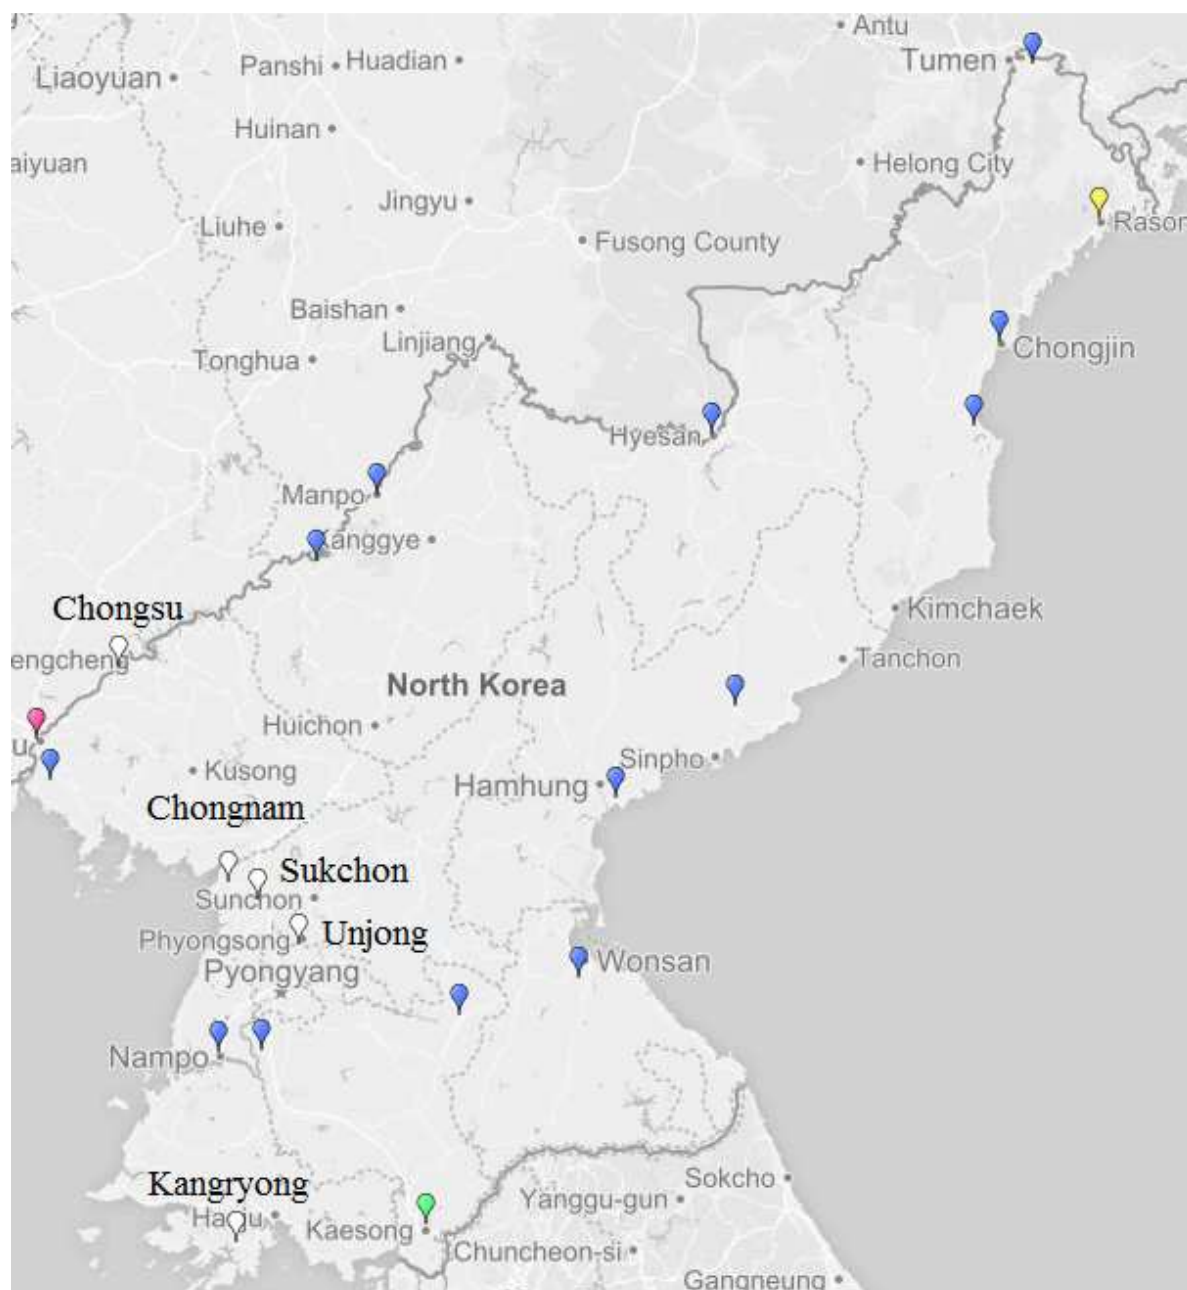 Antu
Tumen
Panshi
Huadian
Liaoyuan
Huinan
aiyuan
Helong City
Jingyu
Liuhe
Rason
Fusong County
Baishan
Linjiang
Chongjin
Tonghua
Hyesan
Manpo
Kanggye
Chongsu
Kimchaek
engcheng
Tanchon
North Korea
Huichon
u
Sinpho
Kusong
Hamhung
Chongnam
Sukchon
Sunchon
Unjong
Phyongsong
Wonsan
Pyongyang
Nampo
Sokcho
Kangryong
Yanggu-gun
Haeju
Kaesong
Chuncheon-si
Gangneung